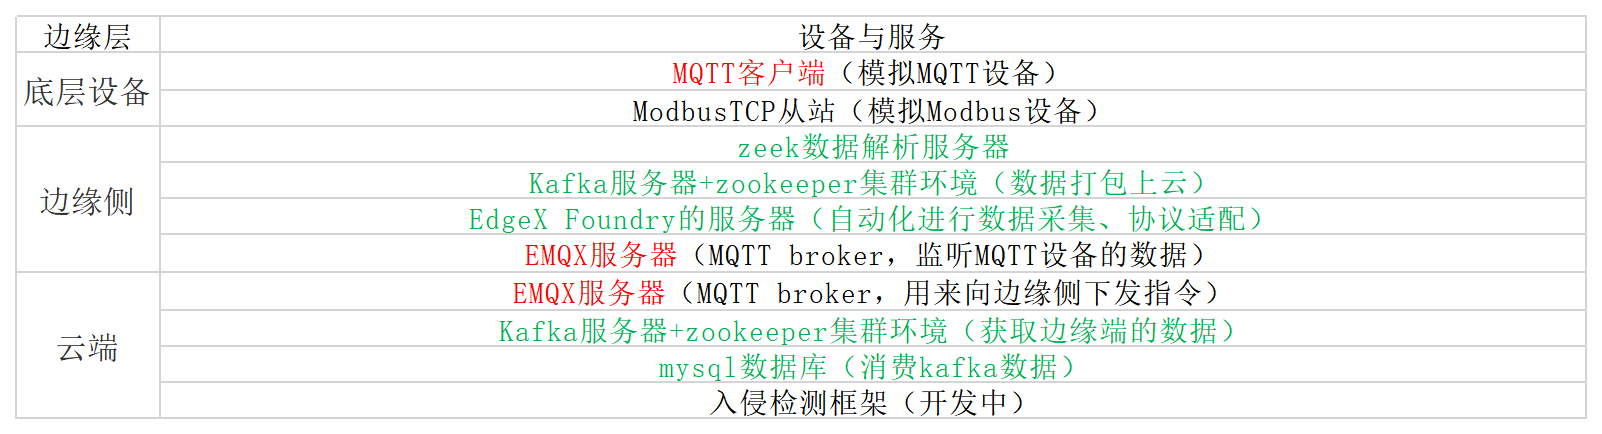 边缘层
设备与服务
底层设备
MQTT客户端（模拟MQTT设备）
ModbusTCP从站（模拟Modbus设备）
边缘侧
zeek数据解析服务器
Kafka服务器+zookeeper集群环境（数据打包上云）
EdgeX Foundry的服务器（自动化进行数据采集、协议适配）
EMQX服务器（MQTT broker，监听MQTT设备的数据）
云端
EMQX服务器（MQTT broker，用来向边缘侧下发指令）
Kafka服务器+zookeeper集群环境（获取边缘端的数据）
mysql数据库（消费kafka数据）
入侵检测框架（开发中）